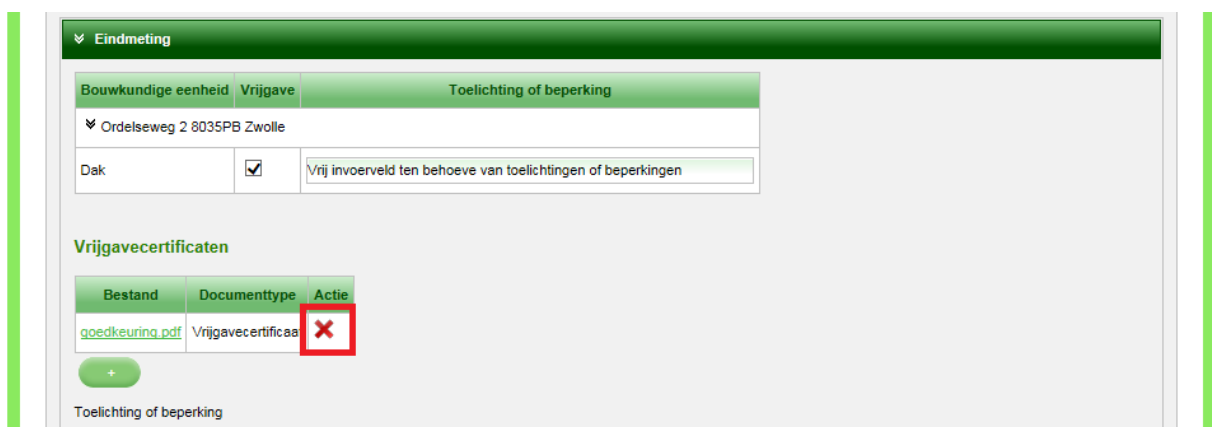 Eindmeting
Bouwkundige eenheid Vrijgave Toelichting of beperking
Ordelseweg 2 8035PB Zwolle
Dak Vrij invoerveld ten behoeve van toelichtingen of beperkingen
Vrijgavecertificaten
Bestand Documenttype Actie
goedkeuring.pdf Vrijgavecertificaat
+
Toelichting of beperking